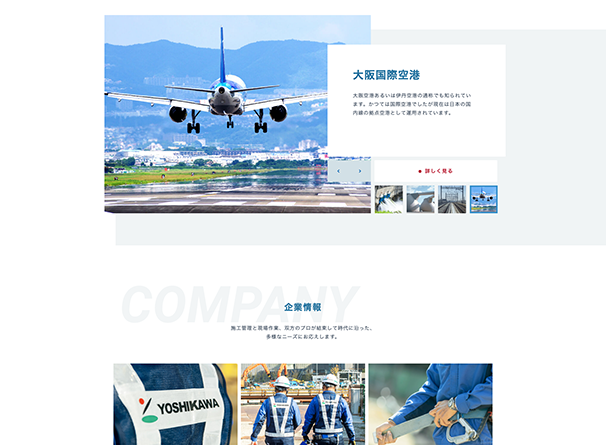 大阪国際空港
大阪空港あるいは伊丹空港の通称でも知られてい
ます。かつては国際空港でしたが現在は日本の国
内線の拠点空港として運用されています。
詳しく見る
COMPANY
企業情報
施工管理と現場作業、双方のプロが結束して時代に沿った、
多様なニーズにお応えします。
YOSHIKAWA